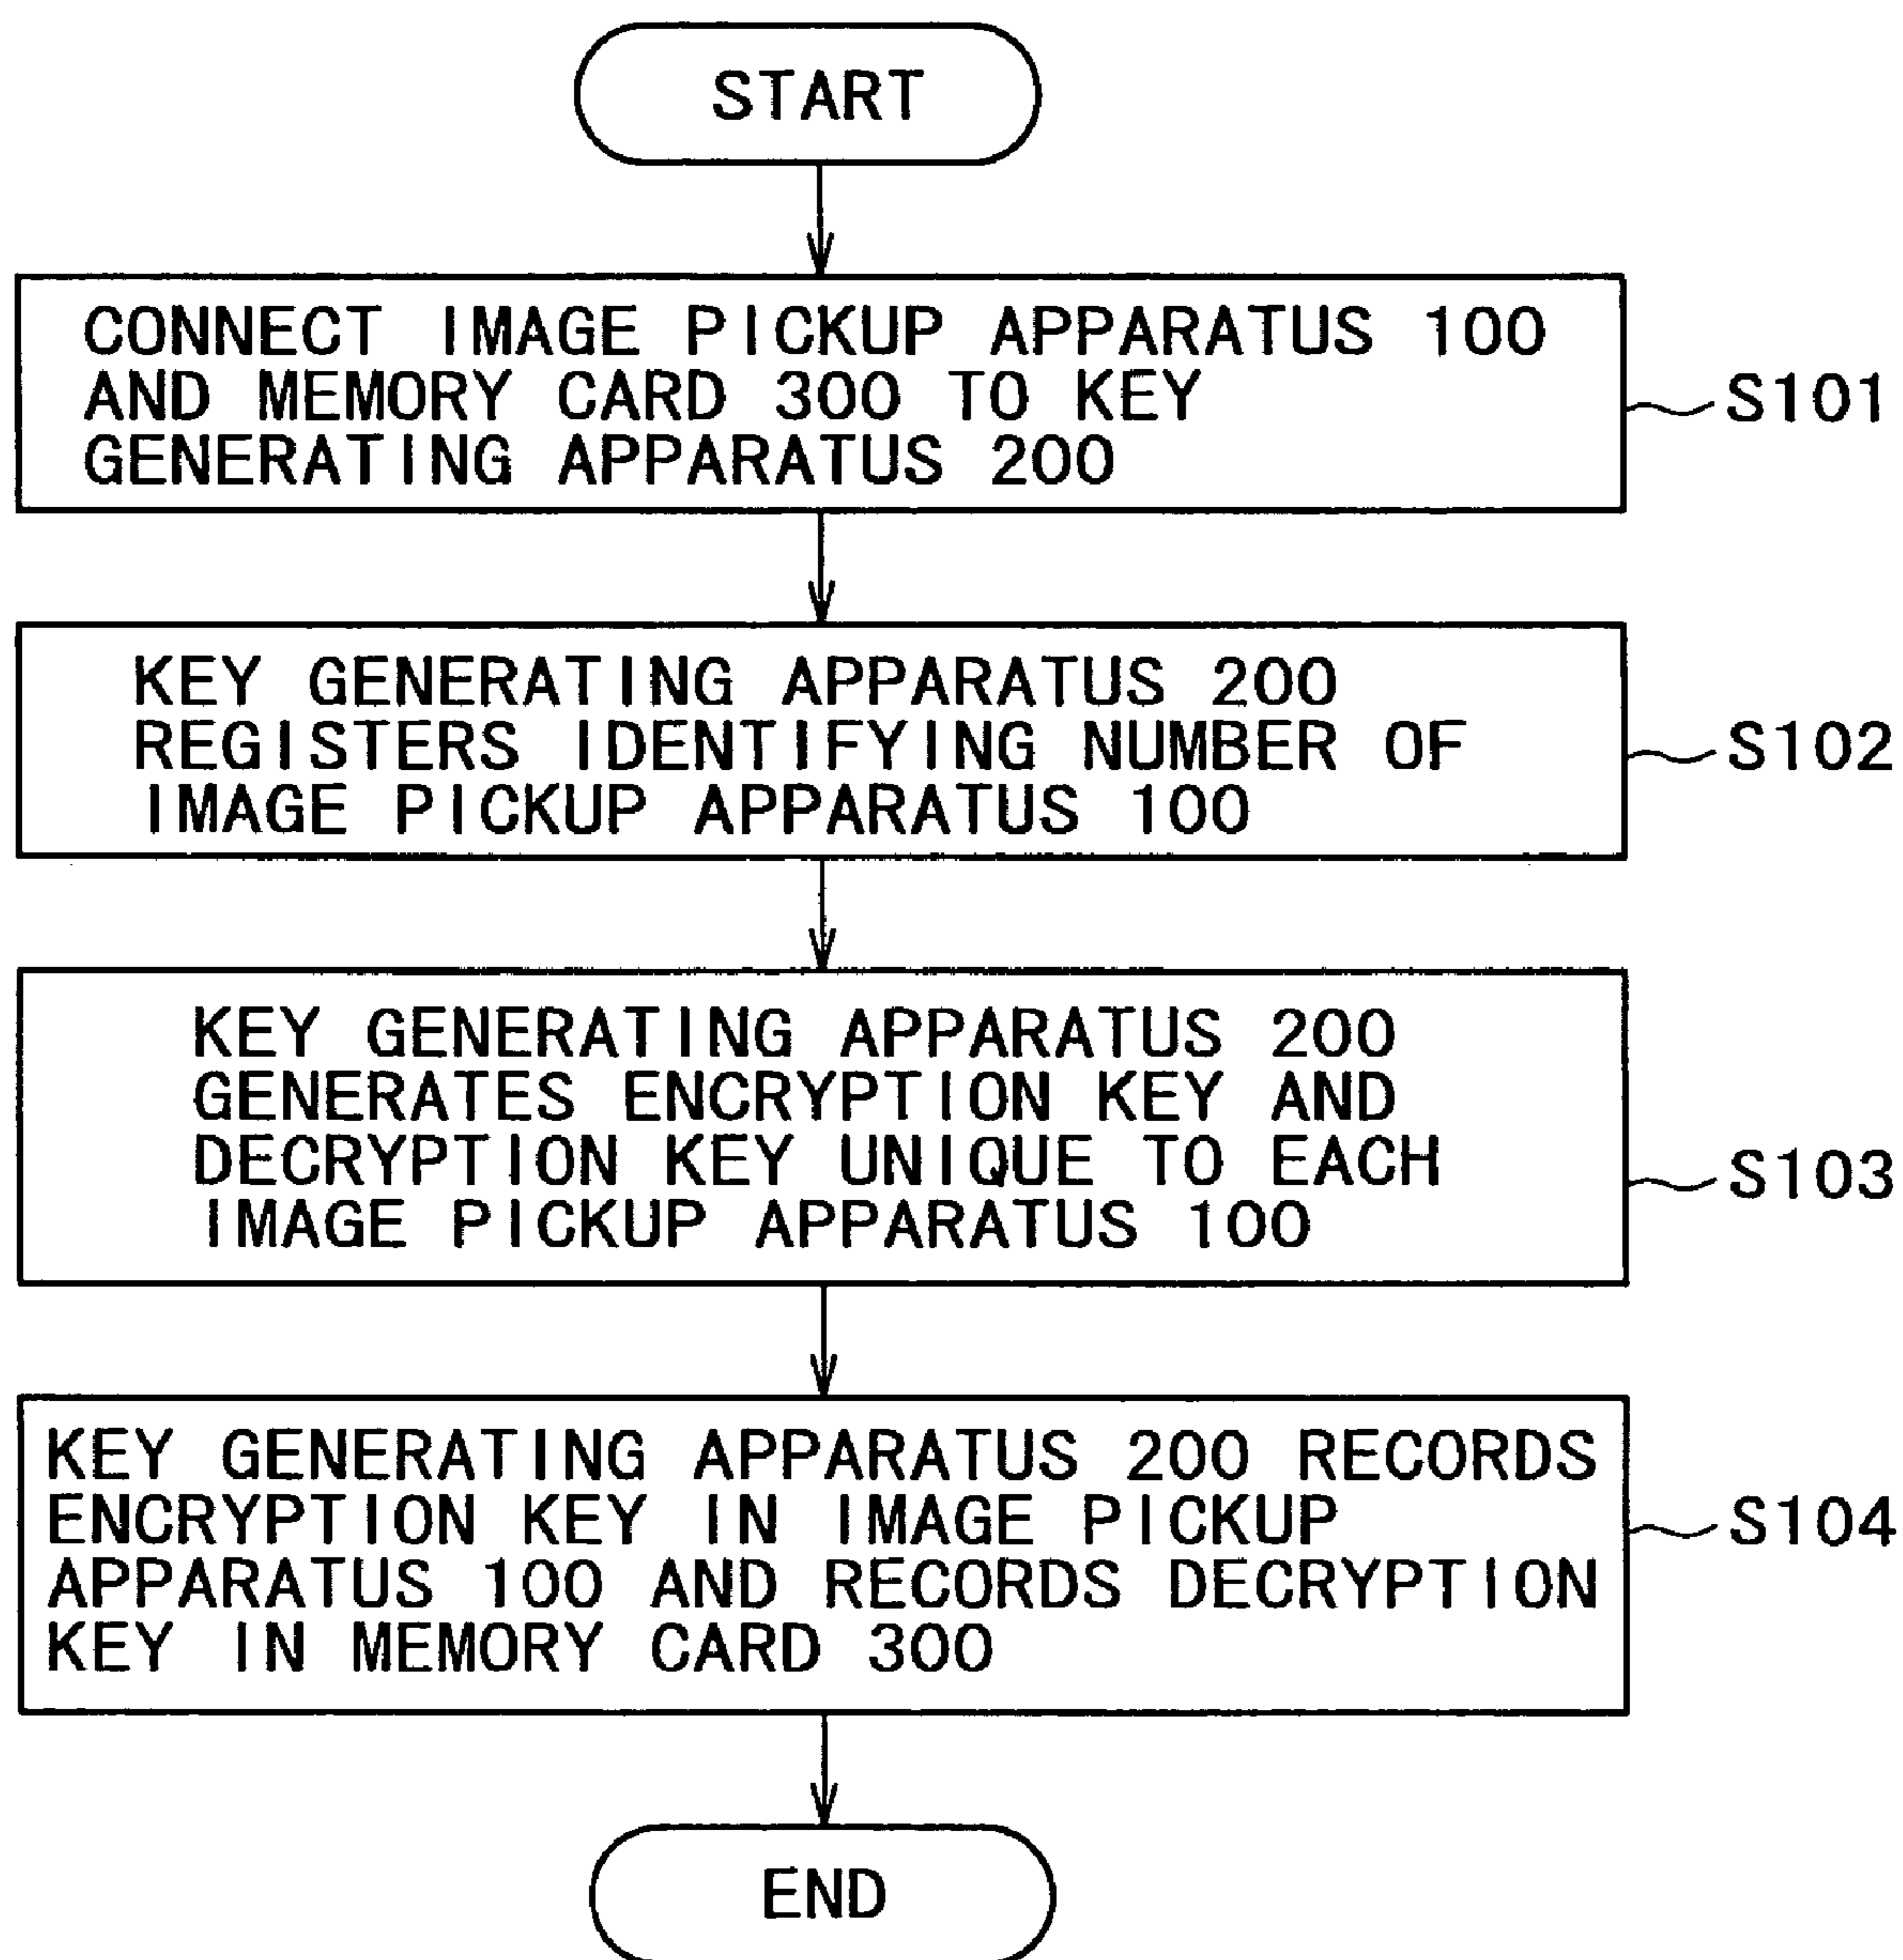 START
CONNECT IMAGE PICKUP APPARATUS 100
AND MEMORY CARD 300 TO KEY
GENERATING APPARATUS 200
S101
KEY GENERATING APPARATUS 200
REGISTERS IDENTIFYING NUMBER OF
IMAGE PICKUP APPARATUS 100
S102
KEY GENERATING APPARATUS 200
GENERATES ENCRYPTION KEY AND
DECRYPTION KEY UNIQUE TO EACH
IMAGE PICKUP APPARATUS 100
S103
KEY GENERATING APPARATUS 200 RECORDS
ENCRYPTION KEY IN IMAGE PICKUP
APPARATUS 100 AND RECORDS DECRYPTION
KEY IN MEMORY CARD 300
S104
END